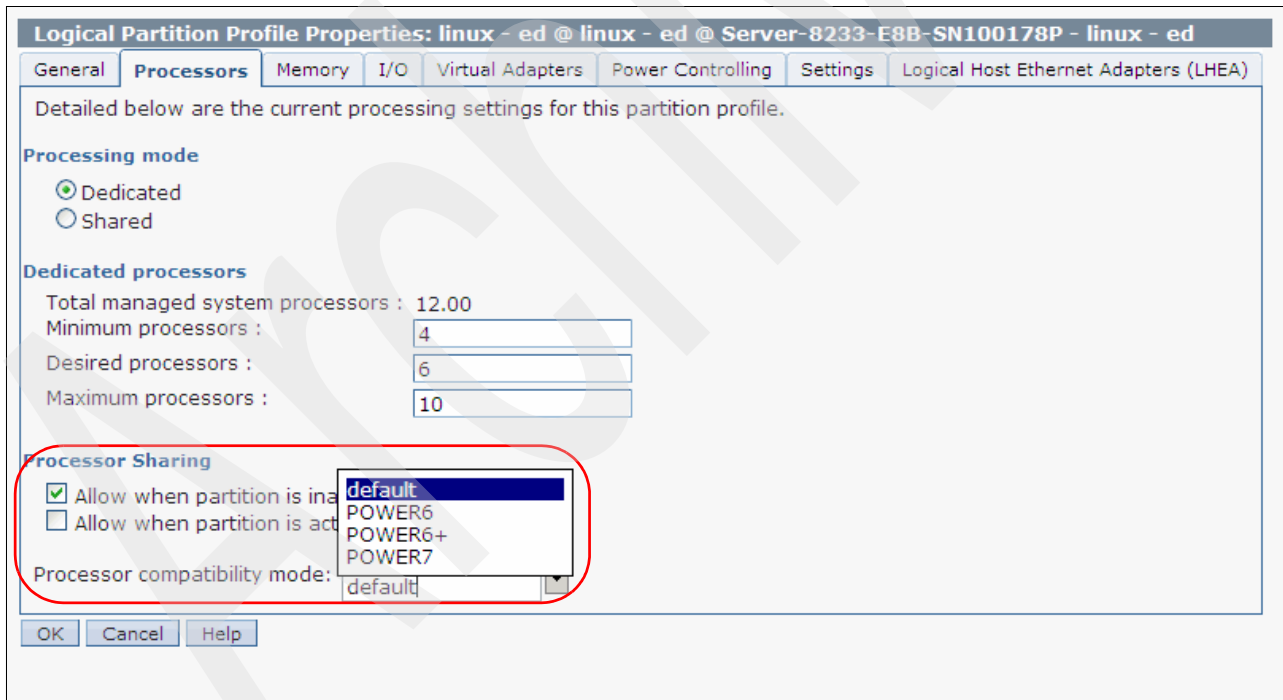 Logical Partition Profile Properties: linux - ed @ linux - ed @ Server-8233-E8B-SN100178P - linux - ed
General Processors Memory I/O Virtual Adapters Power Controlling Settings Logical Host Ethernet Adapters (LHEA)
Detailed below are the current processing settings for this partition profile.
Processing mode
Dedicated
Shared
Dedicated processors
Total managed system processors : 12.00
Minimum processors : 4
Desired processors : 6
Maximum processors : 10
Processor Sharing
Allow when partition is ina
Allow when partition is act
default
POWER6
POWER6+
POWER7
Processor compatibility mode: default
OK Cancel Help